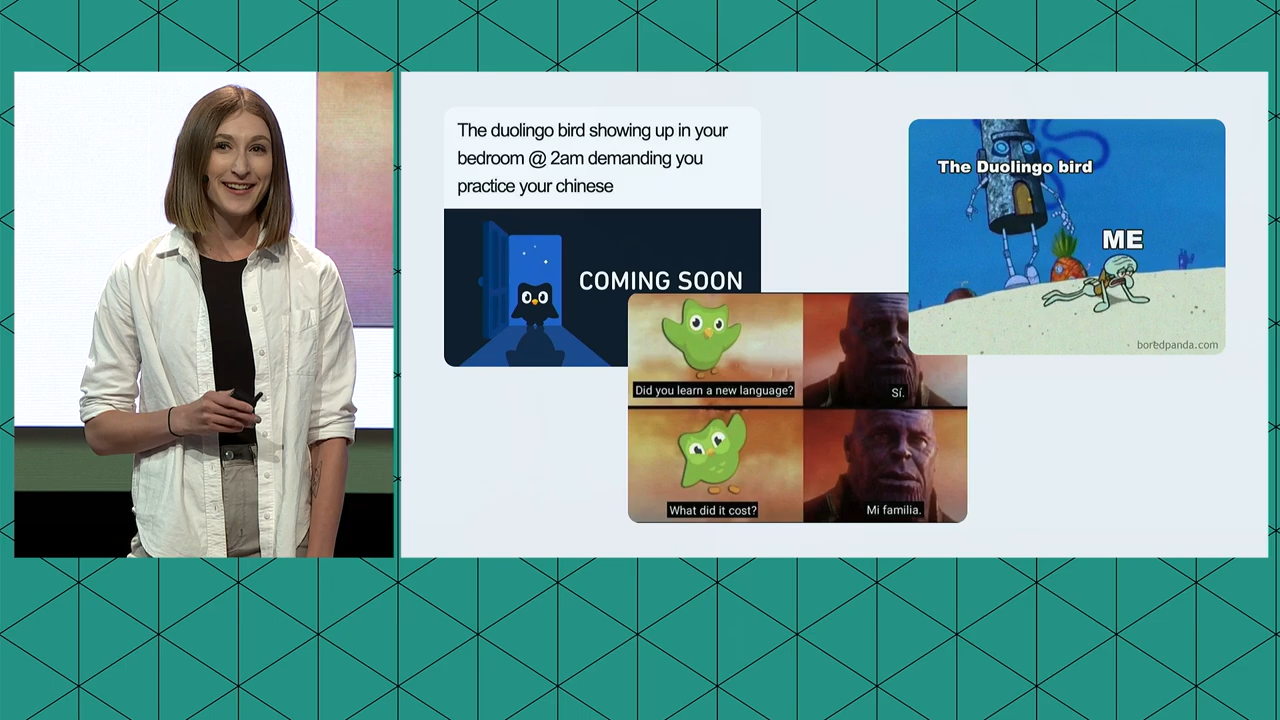 The duolingo bird showing up in your
bedroom @ 2am demanding you
practice your chinese
COMING SOON
Did you learn a new language?
Sí.
What did it cost?
Mi familia.
The Duolingo bird
ME
boredpanda.com